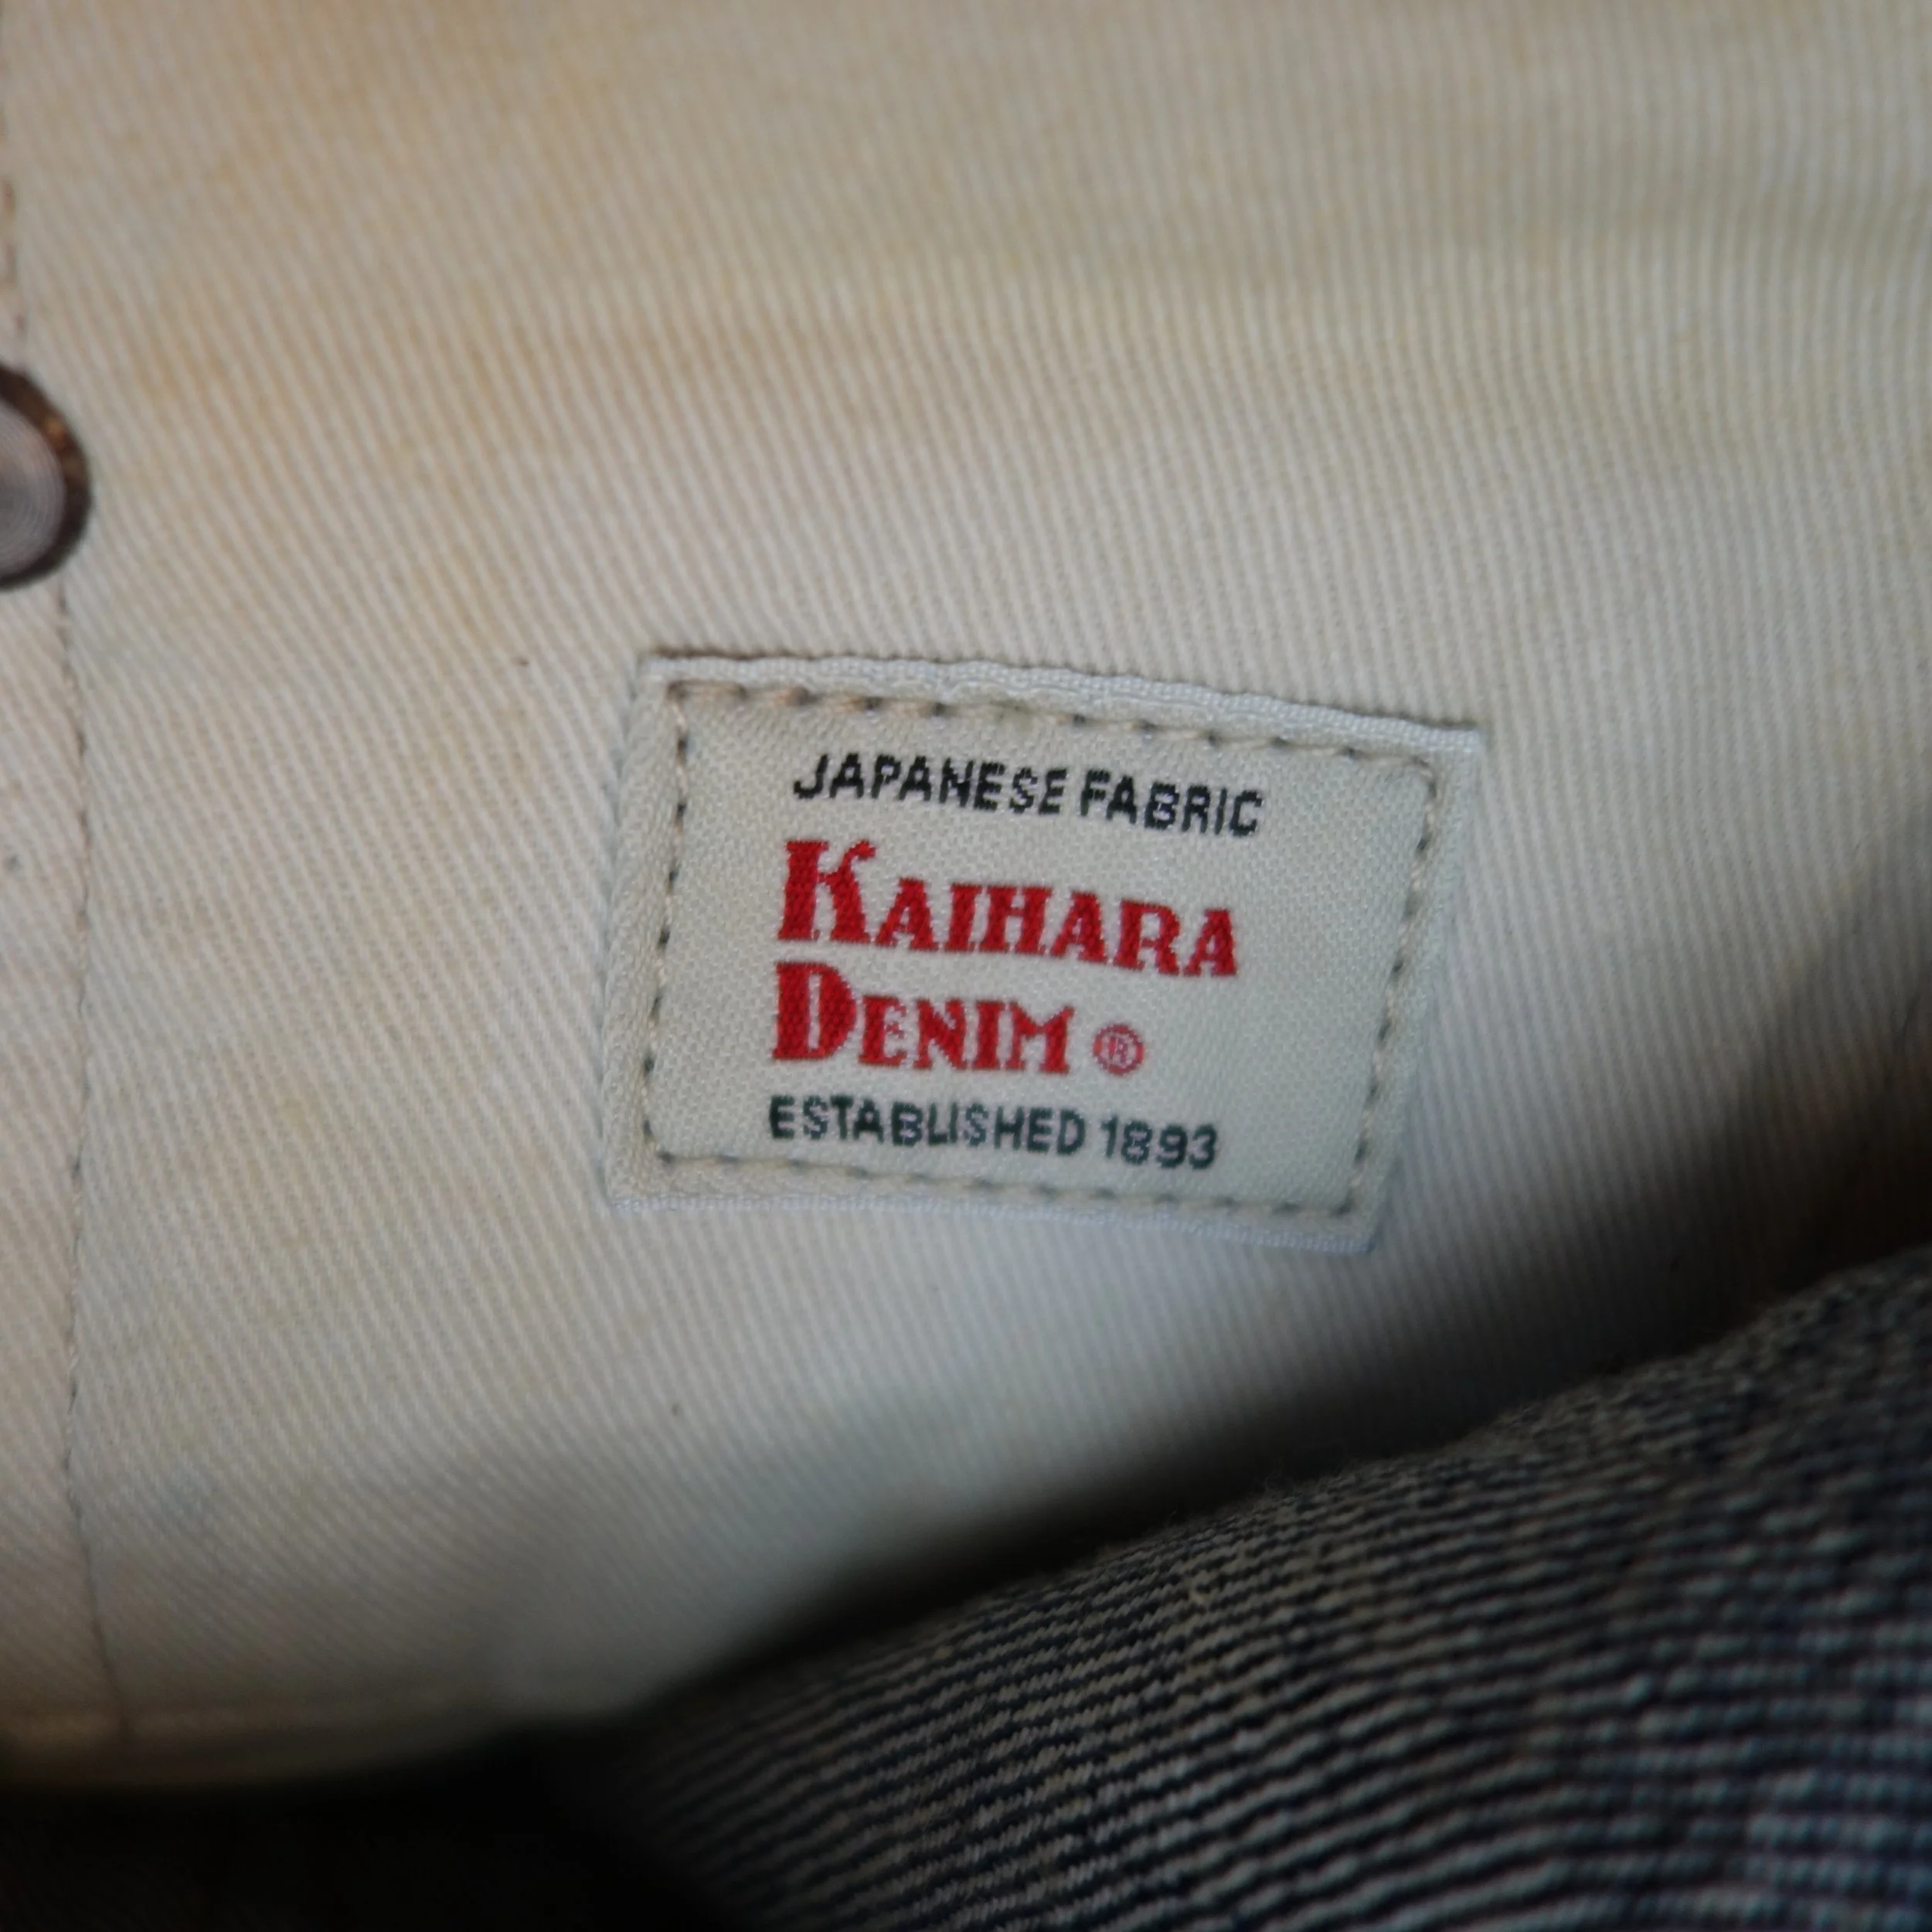 JAPANESE FABRIC
KAIHARA
DENIM ®
ESTABLISHED 1893